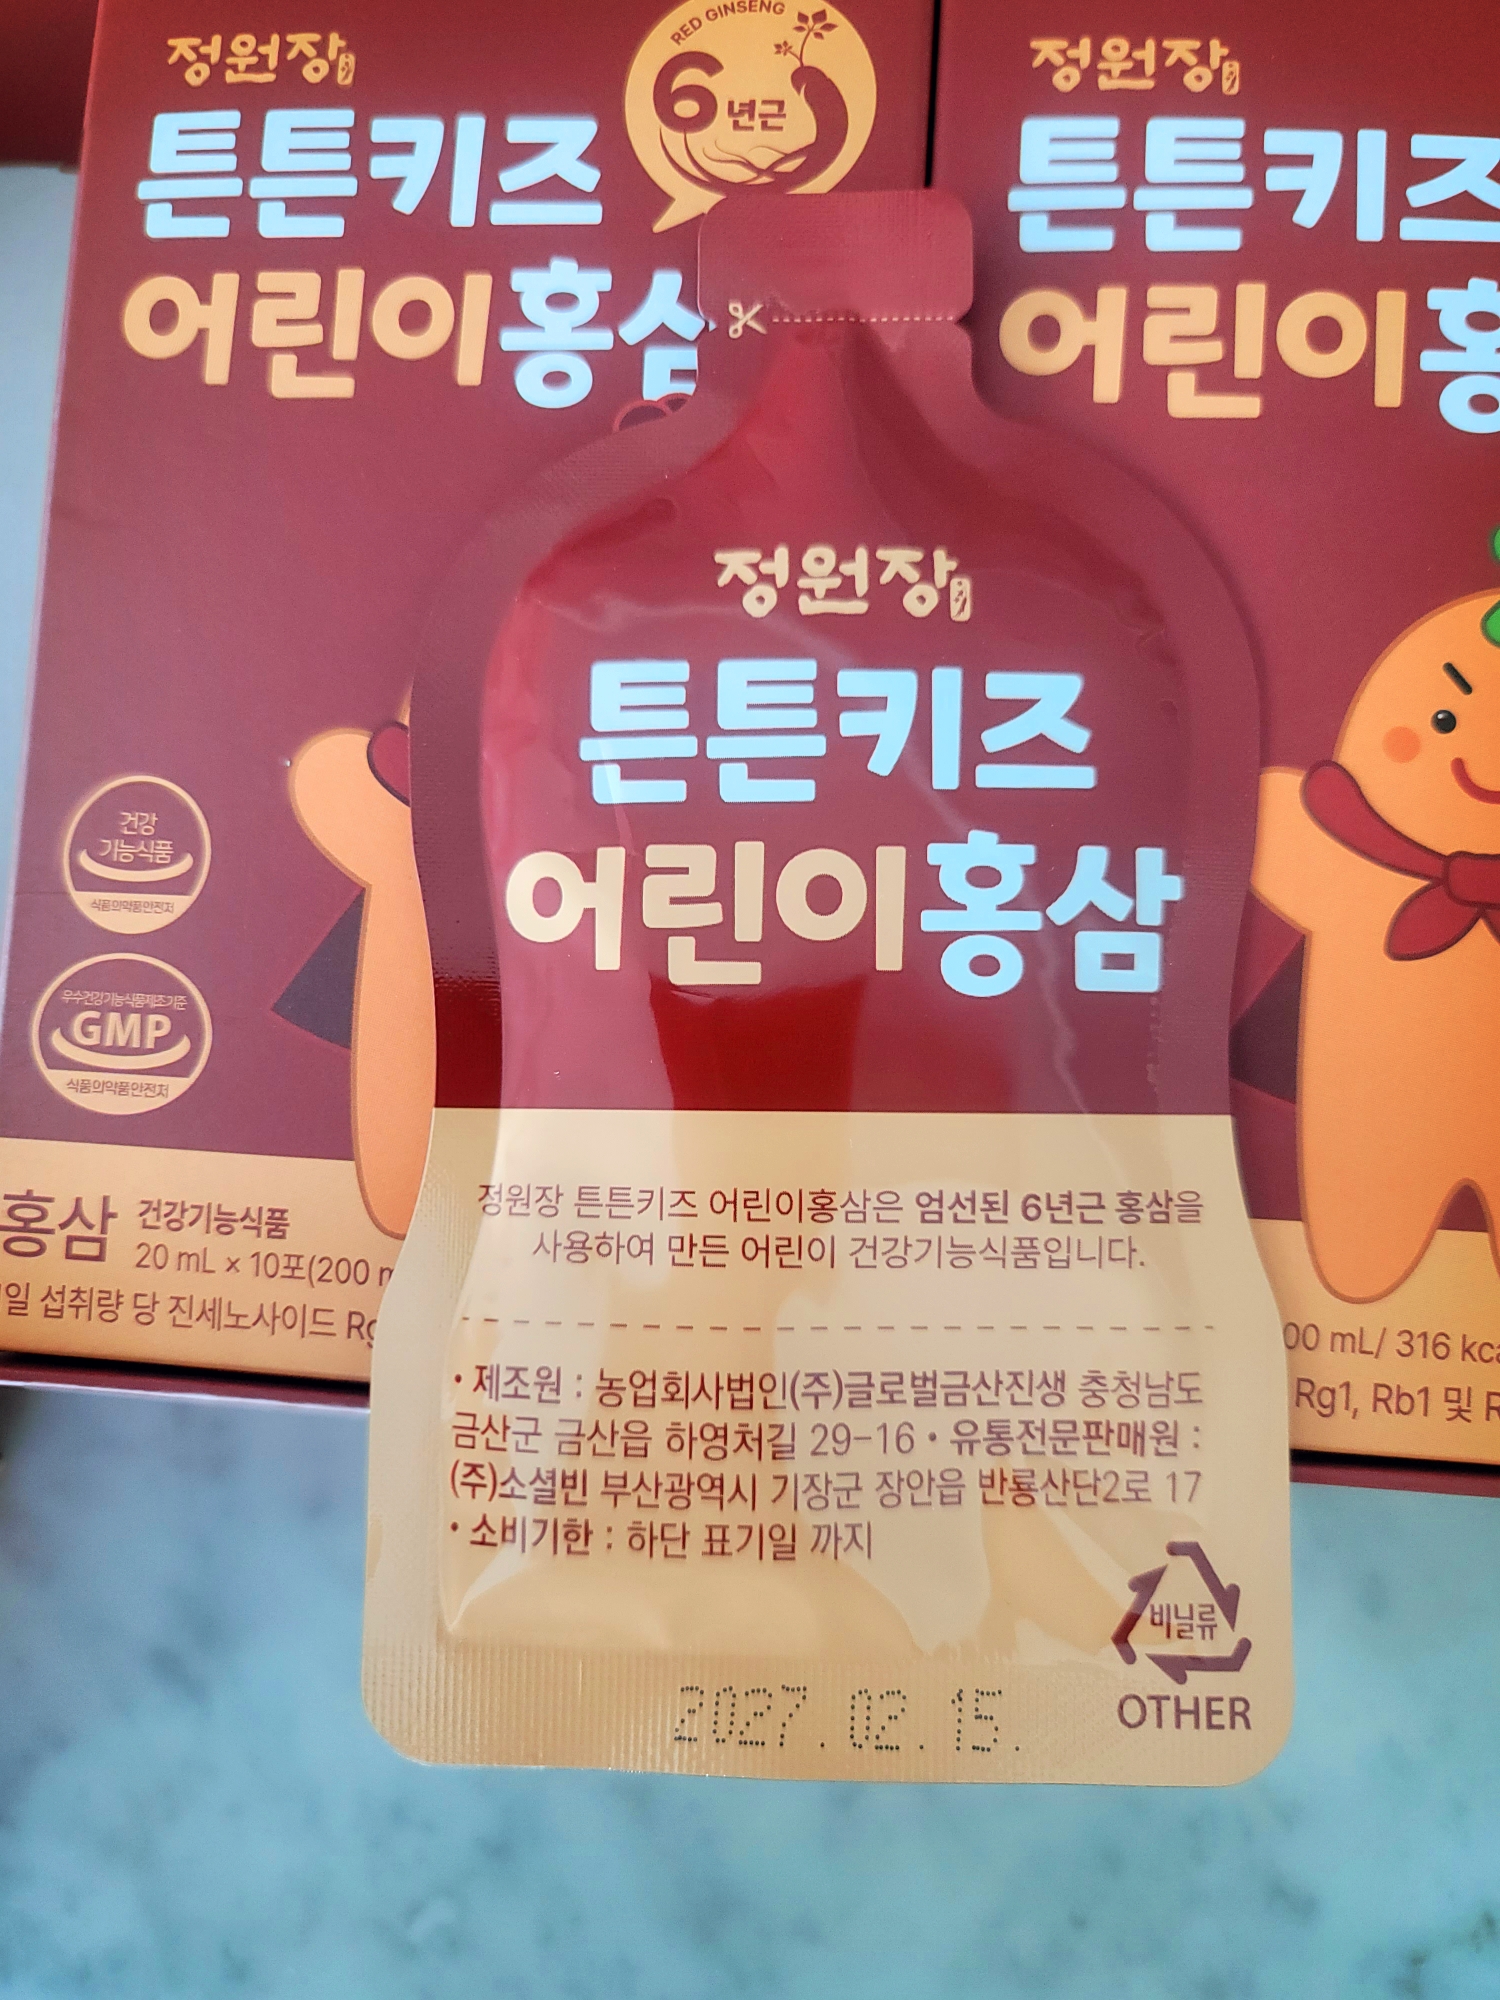 정원장
튼튼키즈
어린이홍삼
RED GINSENG
6년근
건강
기능식품
식품의약품안전처
우수건강기능식품제조기준
GMP
식품의약품안전처
홍삼 건강기능식품
20 mL × 10포(200
일 섭취량 당 진세노사이드
정원장
튼튼키즈
어린이
00 mL/ 316
Rg1, Rb1 및
정원장
튼튼키즈
어린이홍삼
정원장 튼튼키즈 어린이홍삼은 엄선된 6년근 홍삼을
사용하여 만든 어린이 건강기능식품입니다.
• 제조원 : 농업회사법인(주)글로벌금산진생 충청남도
금산군 금산읍 하영처길 29-16 • 유통전문판매원 :
(주)소셜빈 부산광역시 기장군 장안읍 반룡산단2로 17
• 소비기한 : 하단 표기일 까지
비닐류
OTHER
2027.02.15.